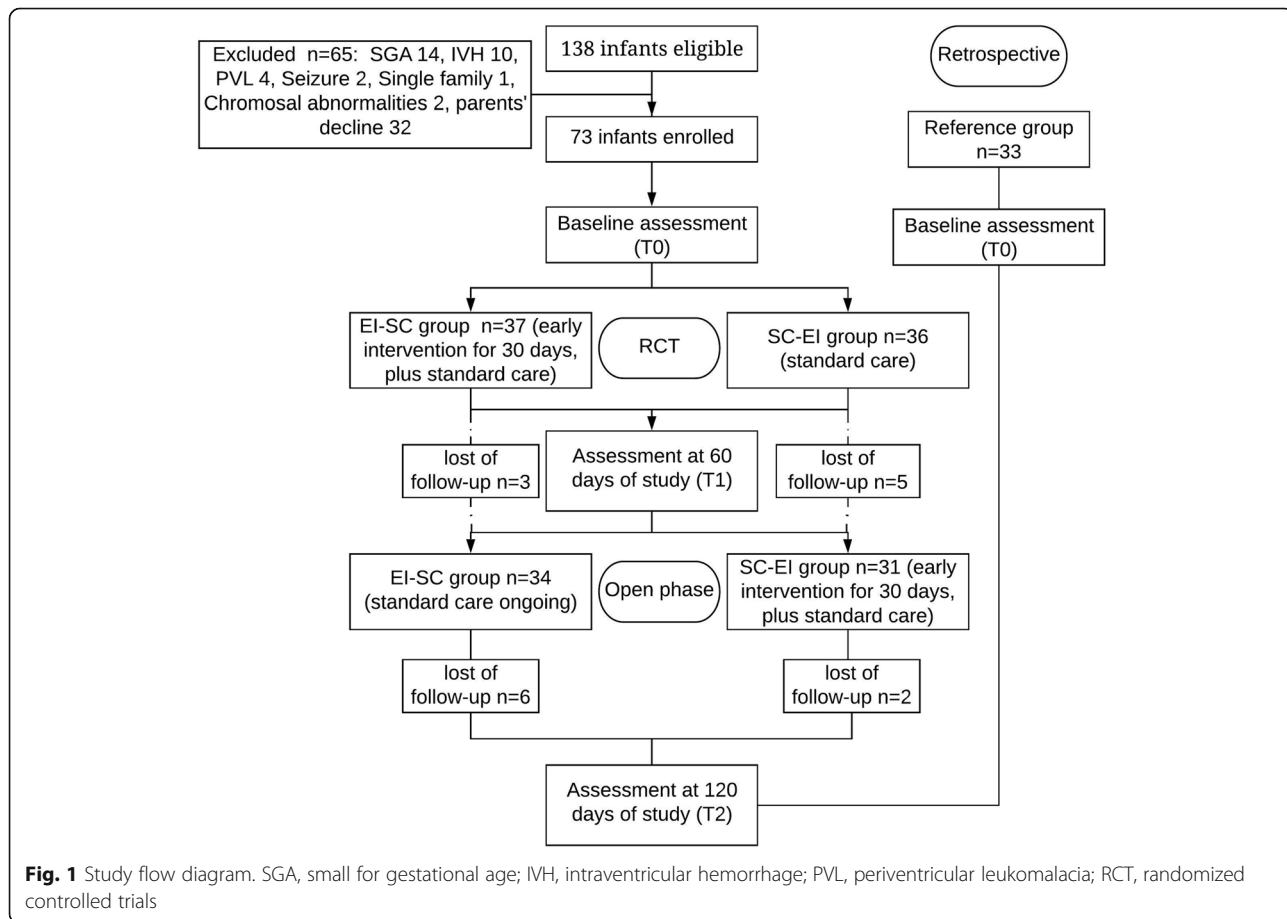 Excluded n=65: SGA 14, IVH 10,
PVL 4, Seizure 2, Single family 1,
Chromosal abnormalities 2, parents'
decline 32
138 infants eligible
Retrospective
73 infants enrolled
Reference group
n=33
Baseline assessment
(T0)
Baseline assessment
(T0)
EI-SC group n=37 (early
intervention for 30 days,
plus standard care)
RCT
SC-EI group n=36
(standard care)
lost of
follow-up n=3
Assessment at 60
days of study (T1)
lost of
follow-up n=5
EI-SC group n=34
(standard care ongoing)
Open phase
SC-EI group n=31 (early
intervention for 30 days,
plus standard care)
lost of
follow-up n=6
lost of
follow-up n=2
Assessment at 120
days of study (T2)
Fig. 1 Study flow diagram. SGA, small for gestational age; IVH, intraventricular hemorrhage; PVL, periventricular leukomalacia; RCT, randomized
controlled trials